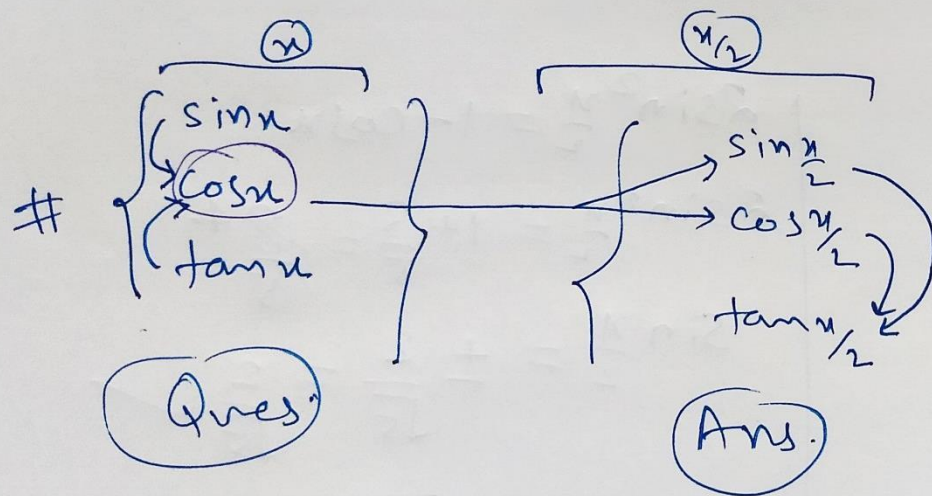 x x/2
sinx sin x/2
# cosx cos x/2
tanx tan x/2
Ques. Ans.